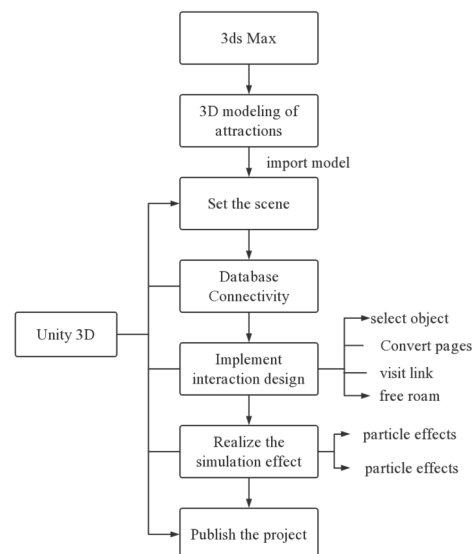 3ds Max
3D modeling of
attractions
import model
Set the scene
Database
Connectivity
Unity 3D
Implement
interaction design
select object
Convert pages
visit link
free roam
Realize the
simulation effect
particle effects
particle effects
Publish the project